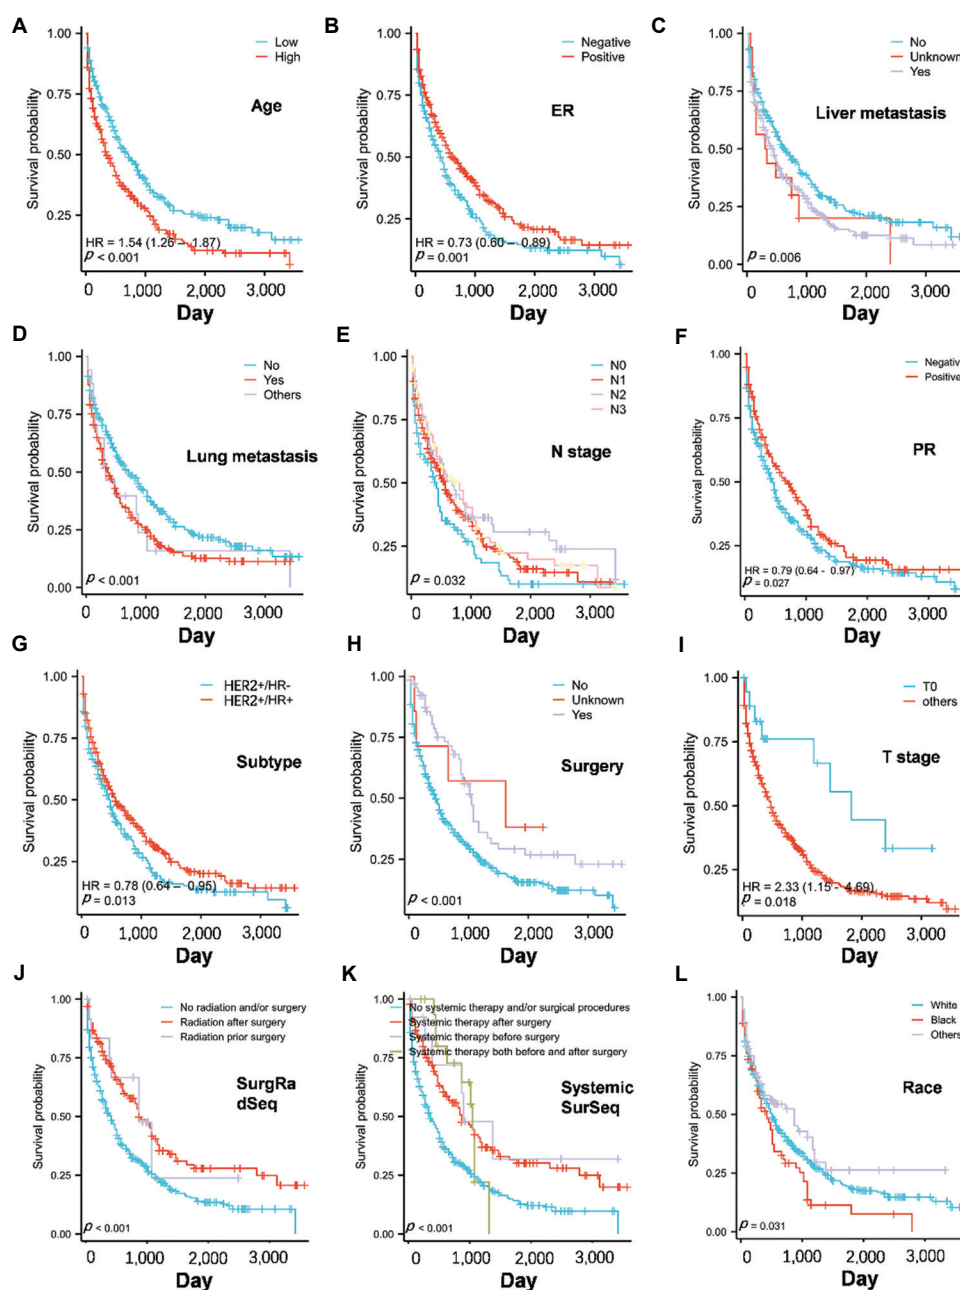 A
Low
High
Age
Survival probability
1.00
0.75
0.50
0.25
HR = 1.54 (1.26 – 1.87)
p < 0.001
0
1,000
2,000
3,000
Day
B
Negative
Positive
ER
Survival probability
1.00
0.75
0.50
0.25
HR = 0.73 (0.60 – 0.89)
p = 0.001
0
1,000
2,000
3,000
Day
C
No
Unknown
Yes
Liver metastasis
Survival probability
1.00
0.75
0.50
0.25
0.00
p = 0.006
0
1,000
2,000
3,000
Day
D
No
Yes
Others
Lung metastasis
Survival probability
1.00
0.75
0.50
0.25
0.00
p < 0.001
0
1,000
2,000
3,000
Day
E
N0
N1
N2
N3
N stage
Survival probability
1.00
0.75
0.50
0.25
p = 0.032
0
1,000
2,000
3,000
Day
F
Negative
Positive
PR
Survival probability
1.00
0.75
0.50
0.25
HR = 0.79 (0.64 - 0.97)
p = 0.027
0
1,000
2,000
3,000
Day
G
HER2+/HR-
HER2+/HR+
Subtype
Survival probability
1.00
0.75
0.50
0.25
HR = 0.78 (0.64 – 0.95)
p = 0.013
0
1,000
2,000
3,000
Day
H
No
Unknown
Yes
Surgery
Survival probability
1.00
0.75
0.50
0.25
p < 0.001
0
1,000
2,000
3,000
Day
I
T0
others
T stage
Survival probability
1.00
0.75
0.50
0.25
HR = 2.33 (1.15 - 4.69)
p = 0.018
0
1,000
2,000
3,000
Day
J
No radiation and/or surgery
Radiation after surgery
Radiation prior surgery
SurgRa
dSeq
Survival probability
1.00
0.75
0.50
0.25
0.00
p < 0.001
0
1,000
2,000
3,000
Day
K
No systemic therapy and/or surgical procedures
Systemic therapy after surgery
Systemic therapy before surgery
Systemic therapy both before and after surgery
Systemic
SurSeq
Survival probability
1.00
0.75
0.50
0.25
0.00
p < 0.001
0
1,000
2,000
3,000
Day
L
White
Black
Others
Race
Survival probability
1.00
0.75
0.50
0.25
0.00
p = 0.031
0
1,000
2,000
3,000
Day